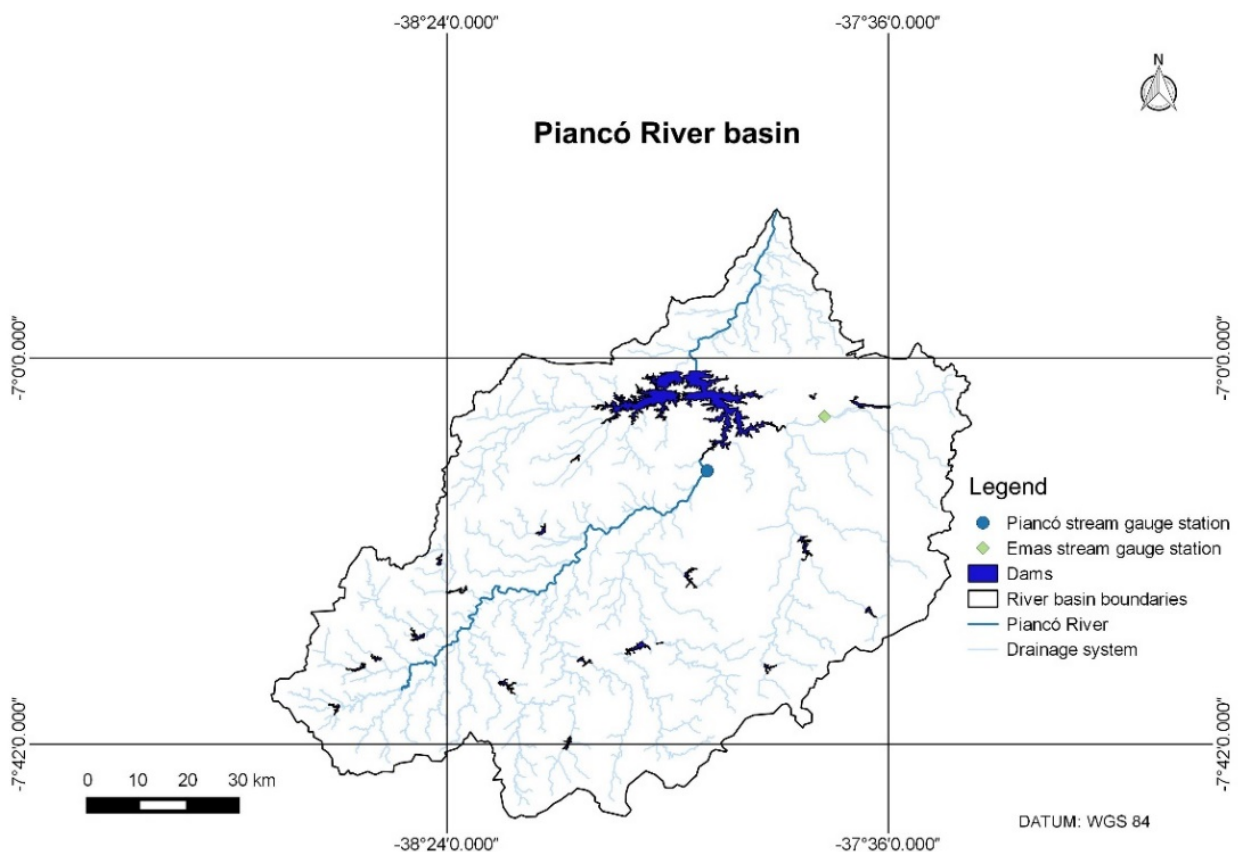 -38°24'0.000" -37°36'0.000"
N
Piancó River basin
-7°0'0.000" -7°0'0.000"
Legend
Piancó stream gauge station
Emas stream gauge station
Dams
River basin boundaries
Piancó River
Drainage system
-7°42'0.000" -7°42'0.000"
0 10 20 30 km
DATUM: WGS 84
-38°24'0.000" -37°36'0.000"